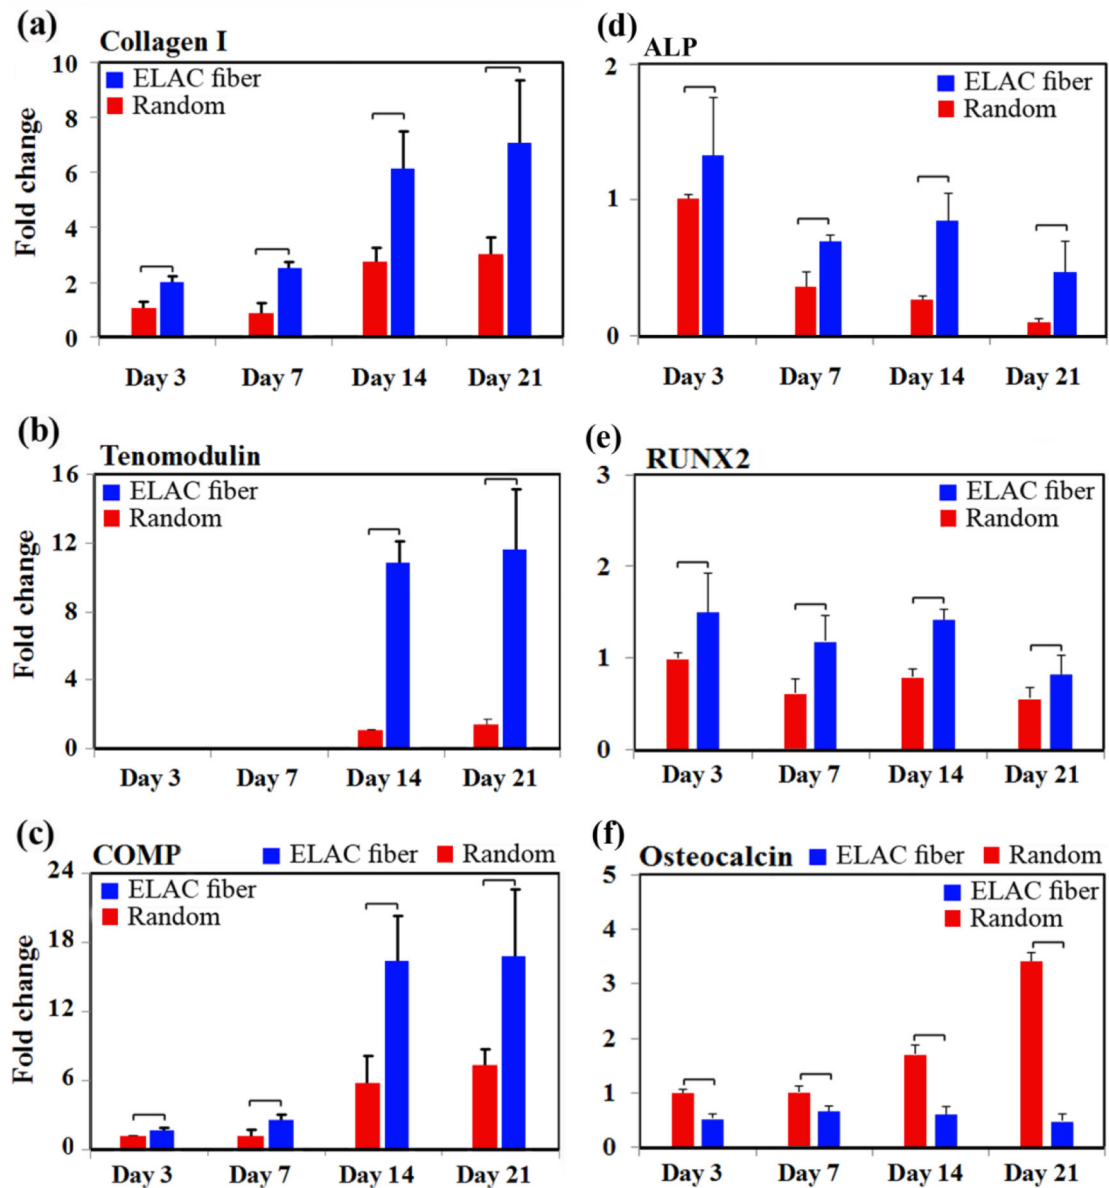 (a)
Collagen I
ELAC fiber
Random
Fold change
10
8
6
4
2
0
Day 3 Day 7 Day 14 Day 21
(d)
ALP
ELAC fiber
Random
2
1
0
Day 3 Day 7 Day 14 Day 21
(b)
Tenomodulin
ELAC fiber
Random
Fold change
16
12
8
4
0
Day 3 Day 7 Day 14 Day 21
(e)
RUNX2
ELAC fiber
Random
3
2
1
0
Day 3 Day 7 Day 14 Day 21
(c)
COMP ELAC fiber Random
ELAC fiber
Random
Fold change
24
18
12
6
0
Day 3 Day 7 Day 14 Day 21
(f)
Osteocalcin ELAC fiber Random
ELAC fiber
Random
5
4
3
2
1
0
Day 3 Day 7 Day 14 Day 21